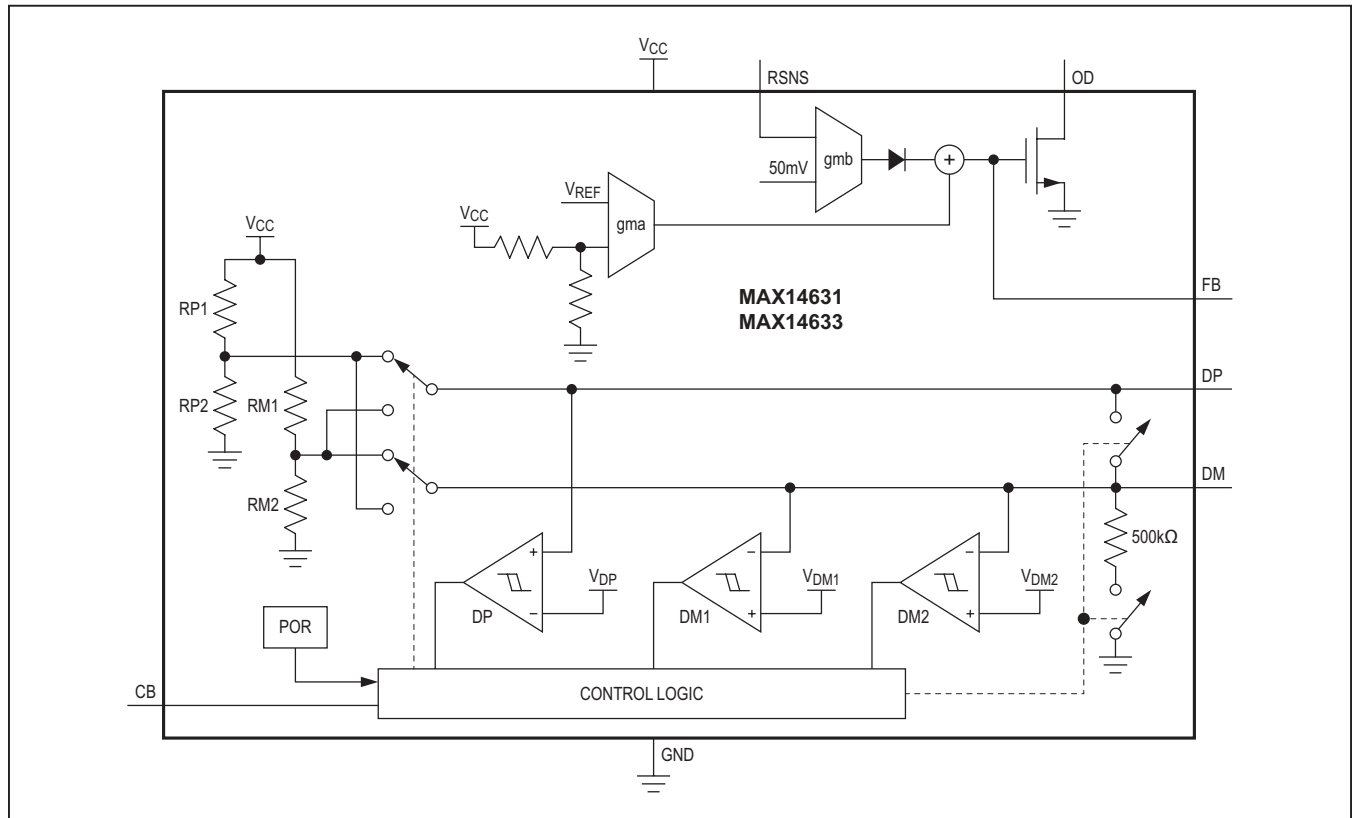 VCC
RSNS
OD
50mV
gmb
+
VREF
gma
VCC
VCC
MAX14631
MAX14633
FB
RP1
DP
RP2
RM1
DM
RM2
500kΩ
+
VDP
−
DP
−
VDM1
+
DM1
−
VDM2
+
DM2
POR
CB
CONTROL LOGIC
GND